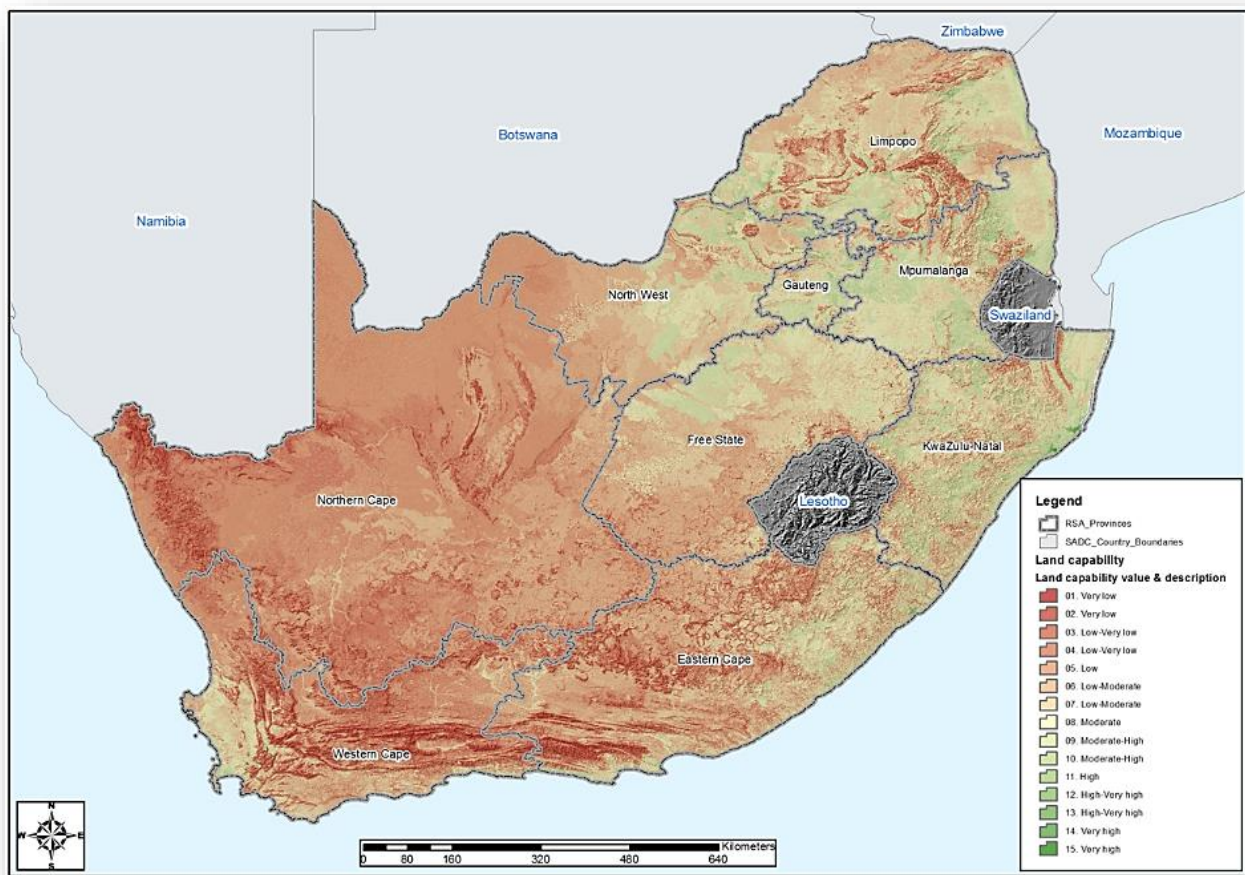 Zimbabwe
Botswana
Mozambique
Limpopo
Namibia
Mpumalanga
Gauteng
North West
Swaziland
Free State
KwaZulu-Natal
Northern Cape
Lesotho
Eastern Cape
Western Cape
Legend
RSA_Provinces
SADC_Country_Boundaries
Land capability
Land capability value & description
01. Very low
02. Very low
03. Low-Very low
04. Low-Very low
05. Low
06. Low-Moderate
07. Low-Moderate
08. Moderate
09. Moderate-High
10. Moderate-High
11. High
12. High-Very high
13. High-Very high
14. Very high
15. Very high
N
W E
S
Kilometers
0 80 160 320 480 640